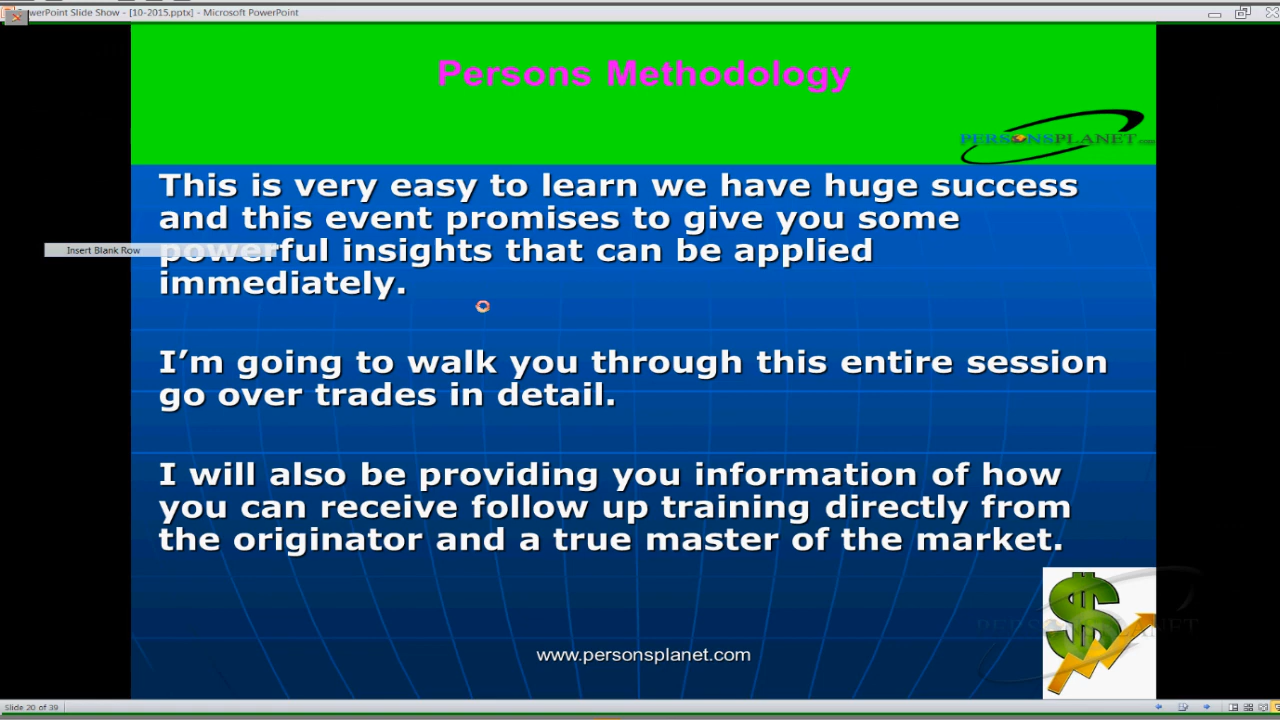 PowerPoint Slide Show - [10-2015.pptx] - Microsoft PowerPoint
Persons Methodology
PERSONSPLANET.com
This is very easy to learn we have huge success
and this event promises to give you some
powerful insights that can be applied
Insert Blank Row
immediately.
I’m going to walk you through this entire session
go over trades in detail.
I will also be providing you information of how
you can receive follow up training directly from
the originator and a true master of the market.
PERSONSPLANET
www.personsplanet.com
Slide 20 of 39